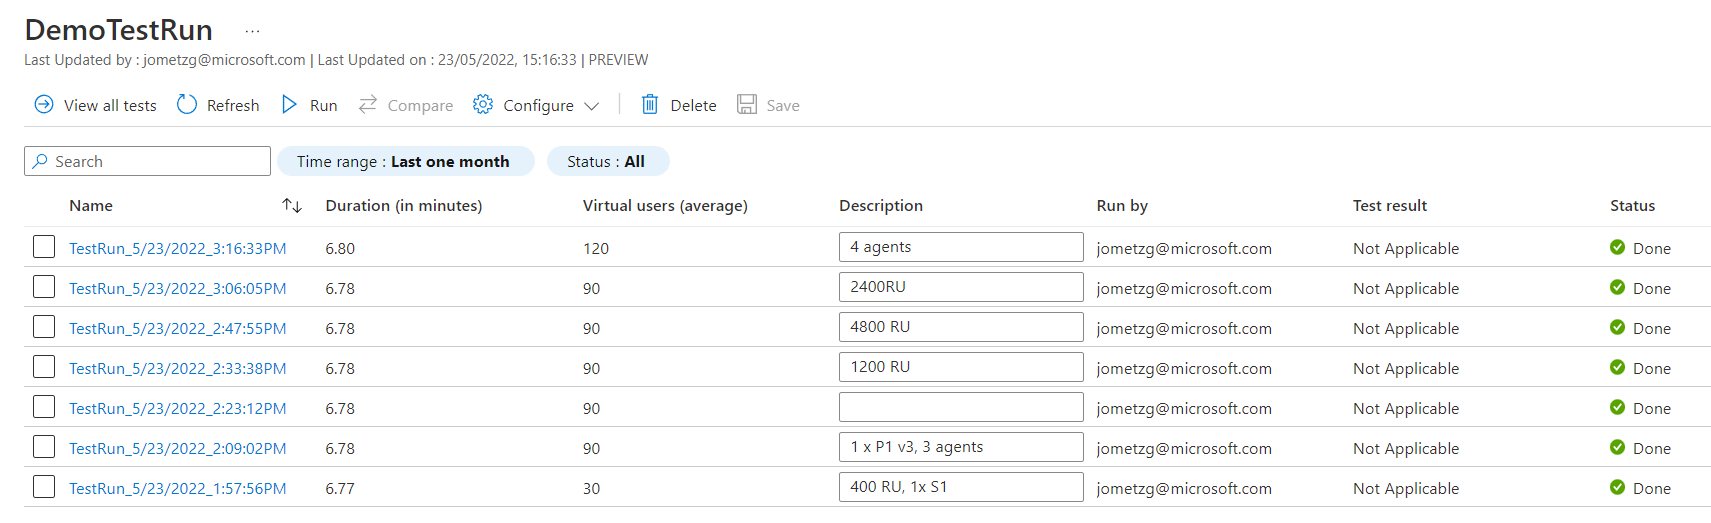 DemoTestRun ...
Last Updated by : jometzg@microsoft.com | Last Updated on : 23/05/2022, 15:16:33 | PREVIEW
View all tests Refresh Run Compare Configure Delete Save
Search Time range : Last one month Status : All
Name Duration (in minutes) Virtual users (average) Description Run by Test result Status
TestRun_5/23/2022_3:16:33PM 6.80 120 4 agents jometzg@microsoft.com Not Applicable Done
TestRun_5/23/2022_3:06:05PM 6.78 90 2400RU jometzg@microsoft.com Not Applicable Done
TestRun_5/23/2022_2:47:55PM 6.78 90 4800 RU jometzg@microsoft.com Not Applicable Done
TestRun_5/23/2022_2:33:38PM 6.78 90 1200 RU jometzg@microsoft.com Not Applicable Done
TestRun_5/23/2022_2:23:12PM 6.78 90 jometzg@microsoft.com Not Applicable Done
TestRun_5/23/2022_2:09:02PM 6.78 90 1 x P1 v3, 3 agents jometzg@microsoft.com Not Applicable Done
TestRun_5/23/2022_1:57:56PM 6.77 30 400 RU, 1x S1 jometzg@microsoft.com Not Applicable Done